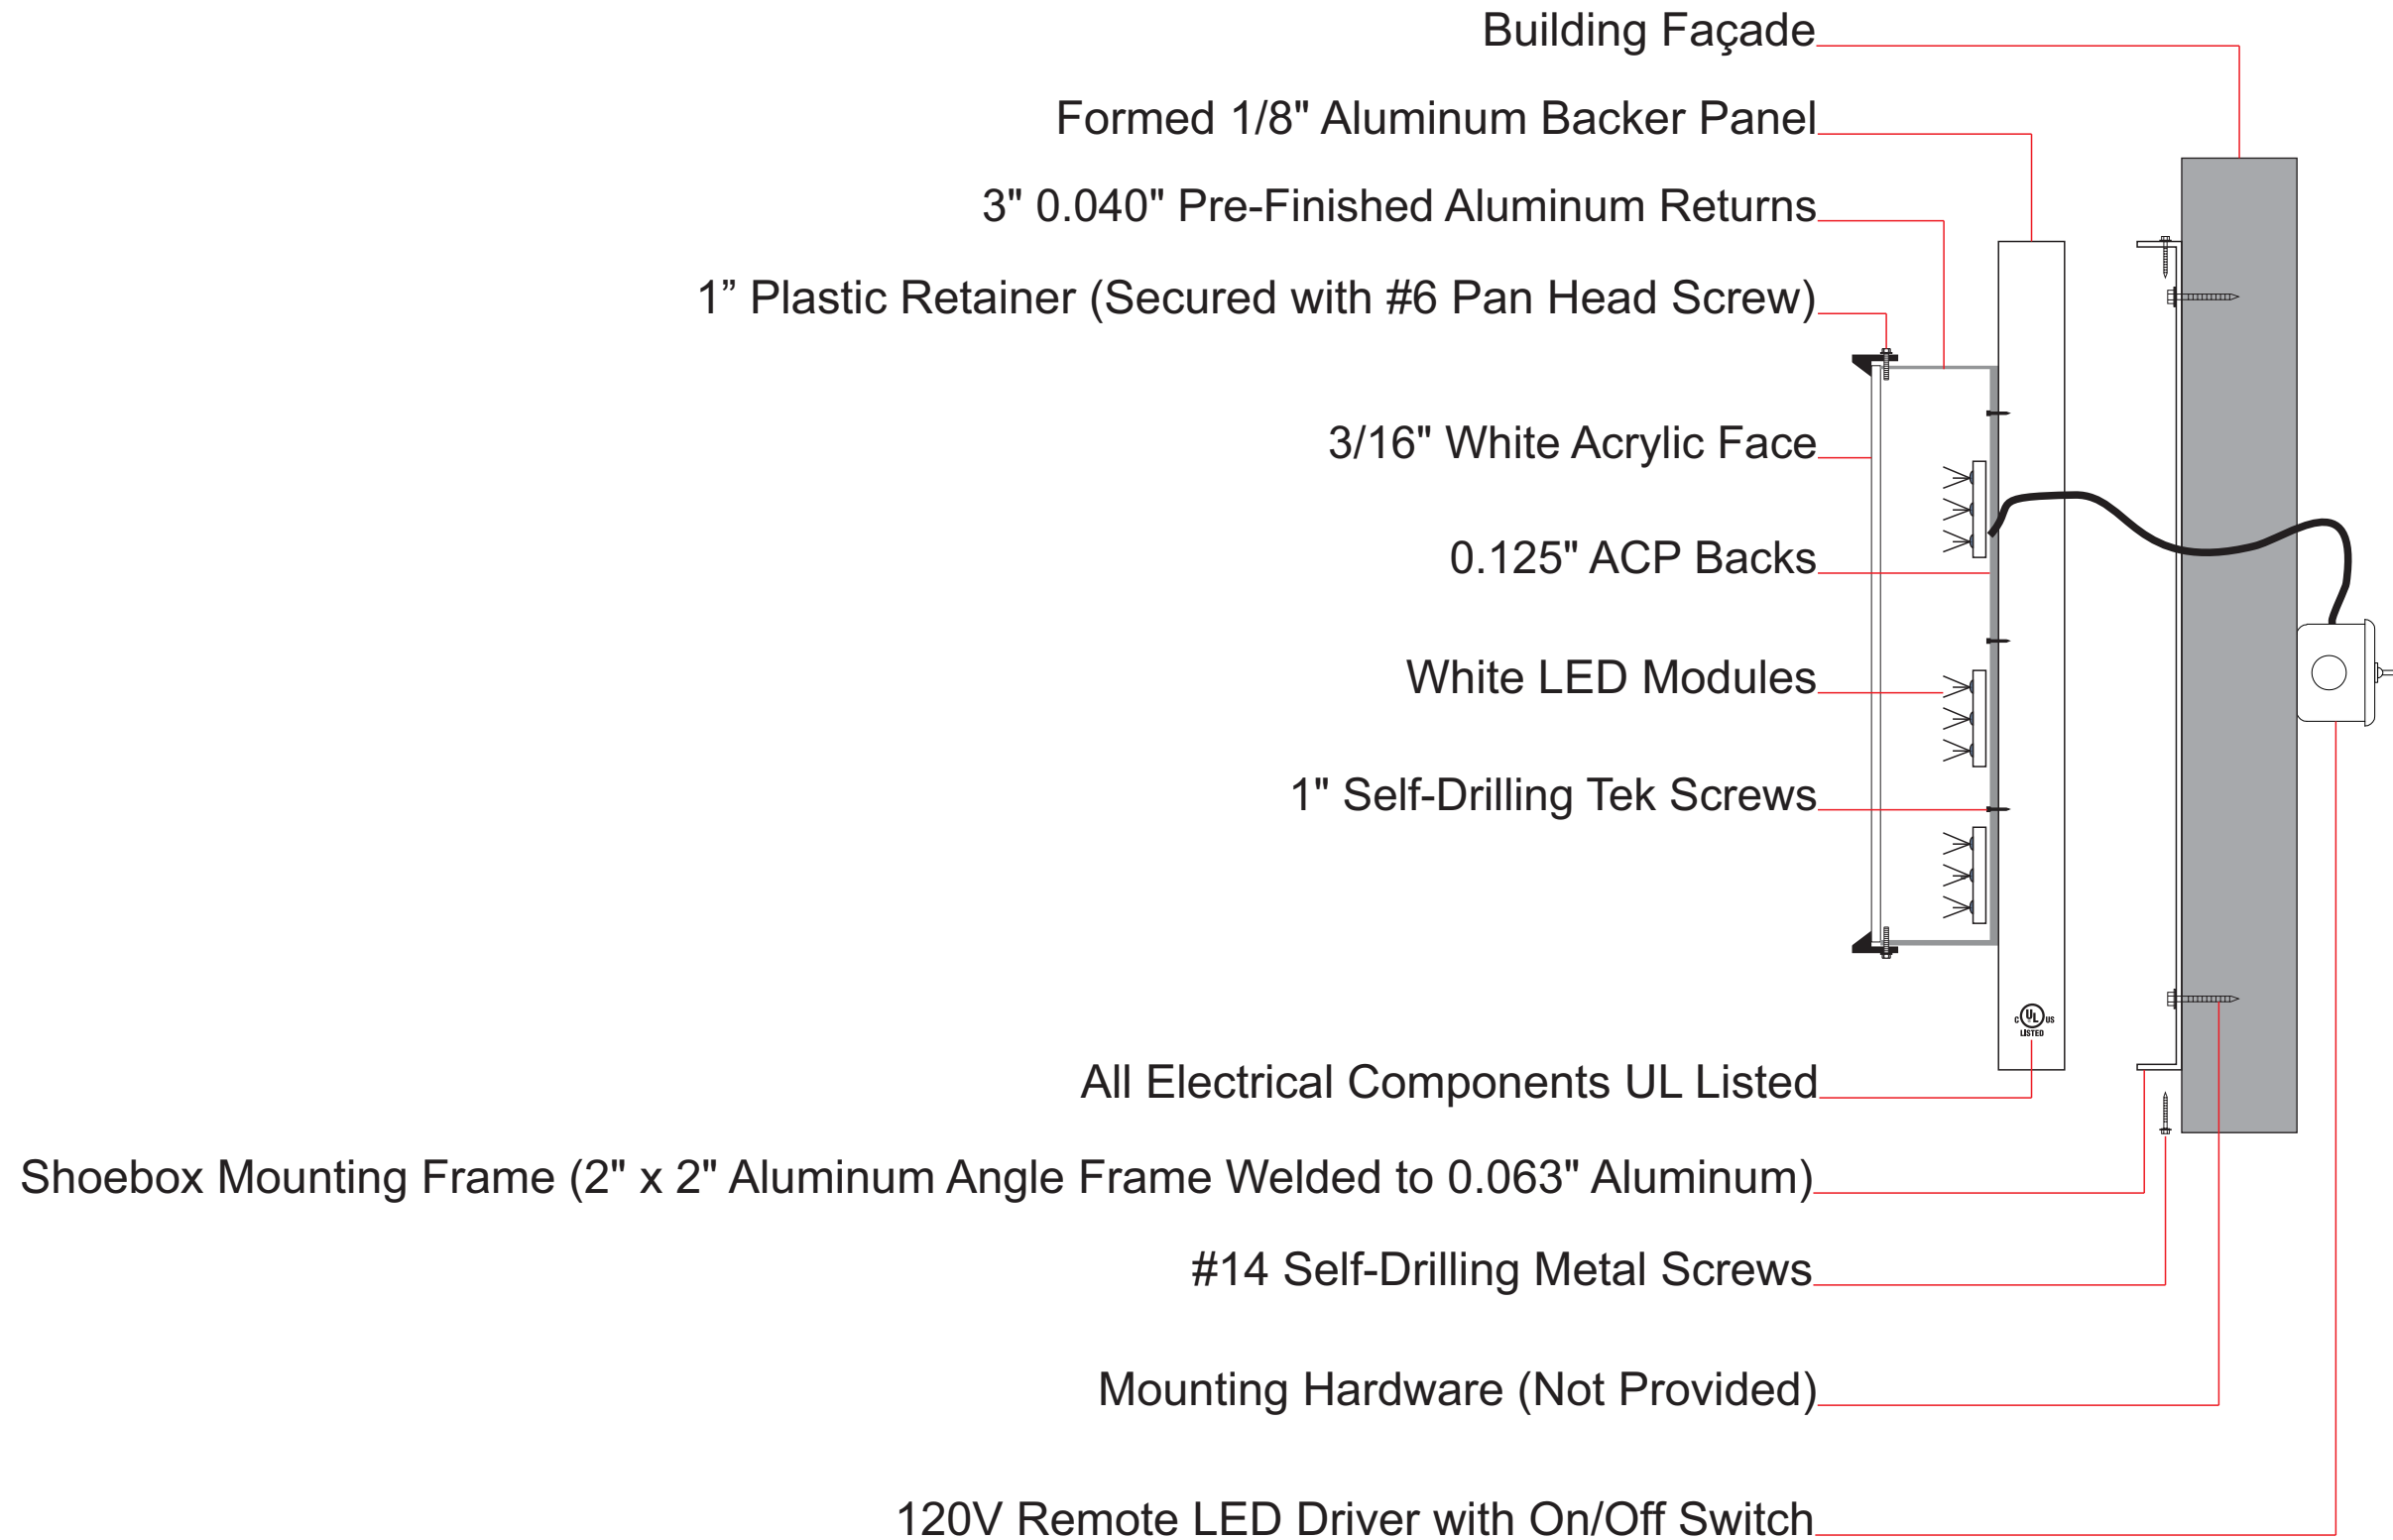 Building Façade
Formed 1/8" Aluminum Backer Panel
3" 0.040" Pre-Finished Aluminum Returns
1” Plastic Retainer (Secured with #6 Pan Head Screw)
3/16" White Acrylic Face
0.125" ACP Backs
White LED Modules
1" Self-Drilling Tek Screws
C UL US
LISTED
All Electrical Components UL Listed
Shoebox Mounting Frame (2" x 2" Aluminum Angle Frame Welded to 0.063" Aluminum)
#14 Self-Drilling Metal Screws
Mounting Hardware (Not Provided)
120V Remote LED Driver with On/Off Switch